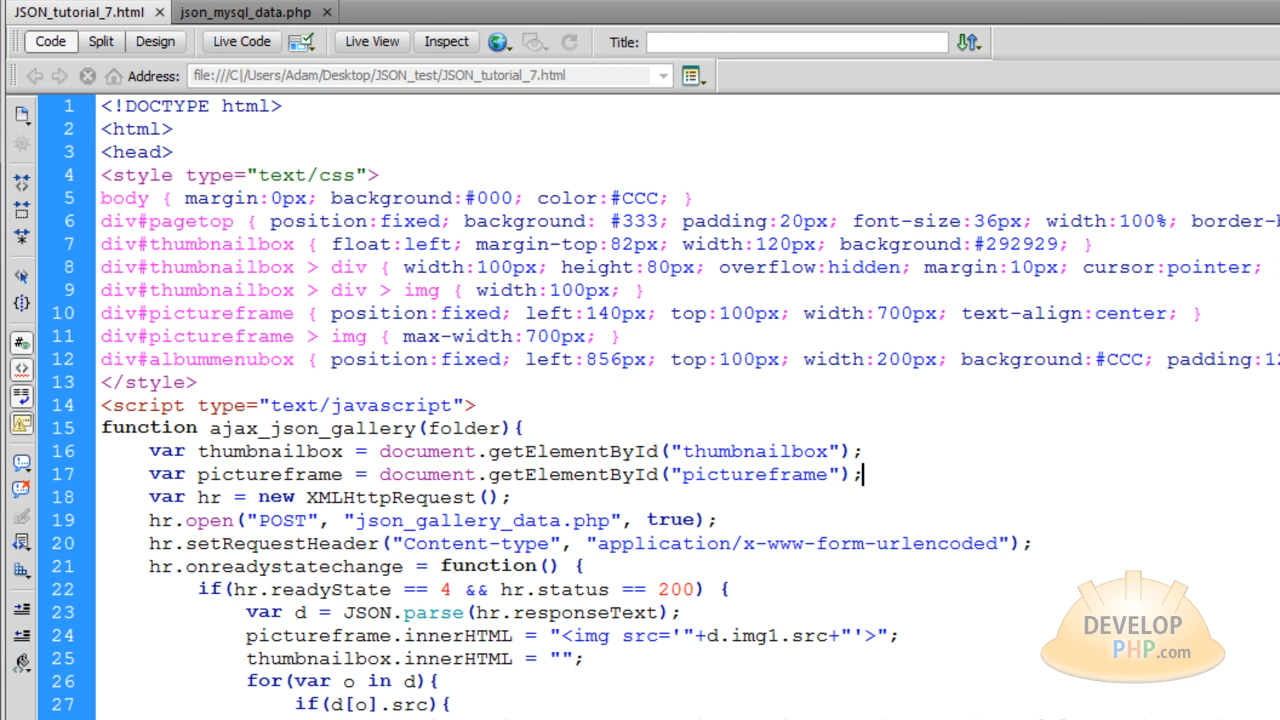 JSON_tutorial_7.html × json_mysql_data.php ×
Code Split Design Live Code Live View Inspect Title:
Address: file:///C|/Users/Adam/Desktop/JSON_test/JSON_tutorial_7.html
1 <!DOCTYPE html>
2 <html>
3 <head>
4 <style type="text/css">
5 body { margin:0px; background:#000; color:#CCC; }
6 div#pagetop { position:fixed; background: #333; padding:20px; font-size:36px; width:100%; border-b
7 div#thumbnailbox { float:left; margin-top:82px; width:120px; background:#292929; }
8 div#thumbnailbox > div { width:100px; height:80px; overflow:hidden; margin:10px; cursor:pointer;
9 div#thumbnailbox > div > img { width:100px; }
10 div#pictureframe { position:fixed; left:140px; top:100px; width:700px; text-align:center; }
11 div#pictureframe > img { max-width:700px; }
12 div#albummenubox { position:fixed; left:856px; top:100px; width:200px; background:#CCC; padding:12
13 </style>
14 <script type="text/javascript">
15 function ajax_json_gallery(folder){
16 var thumbnailbox = document.getElementById("thumbnailbox");
17 var pictureframe = document.getElementById("pictureframe");
18 var hr = new XMLHttpRequest();
19 hr.open("POST", "json_gallery_data.php", true);
20 hr.setRequestHeader("Content-type", "application/x-www-form-urlencoded");
21 hr.onreadystatechange = function() {
22 if(hr.readyState == 4 && hr.status == 200) {
23 var d = JSON.parse(hr.responseText);
24 pictureframe.innerHTML = "<img src='"+d.img1.src+"'>";
25 thumbnailbox.innerHTML = "";
26 for(var o in d){
27 if(d[o].src){
DEVELOP
PHP.com